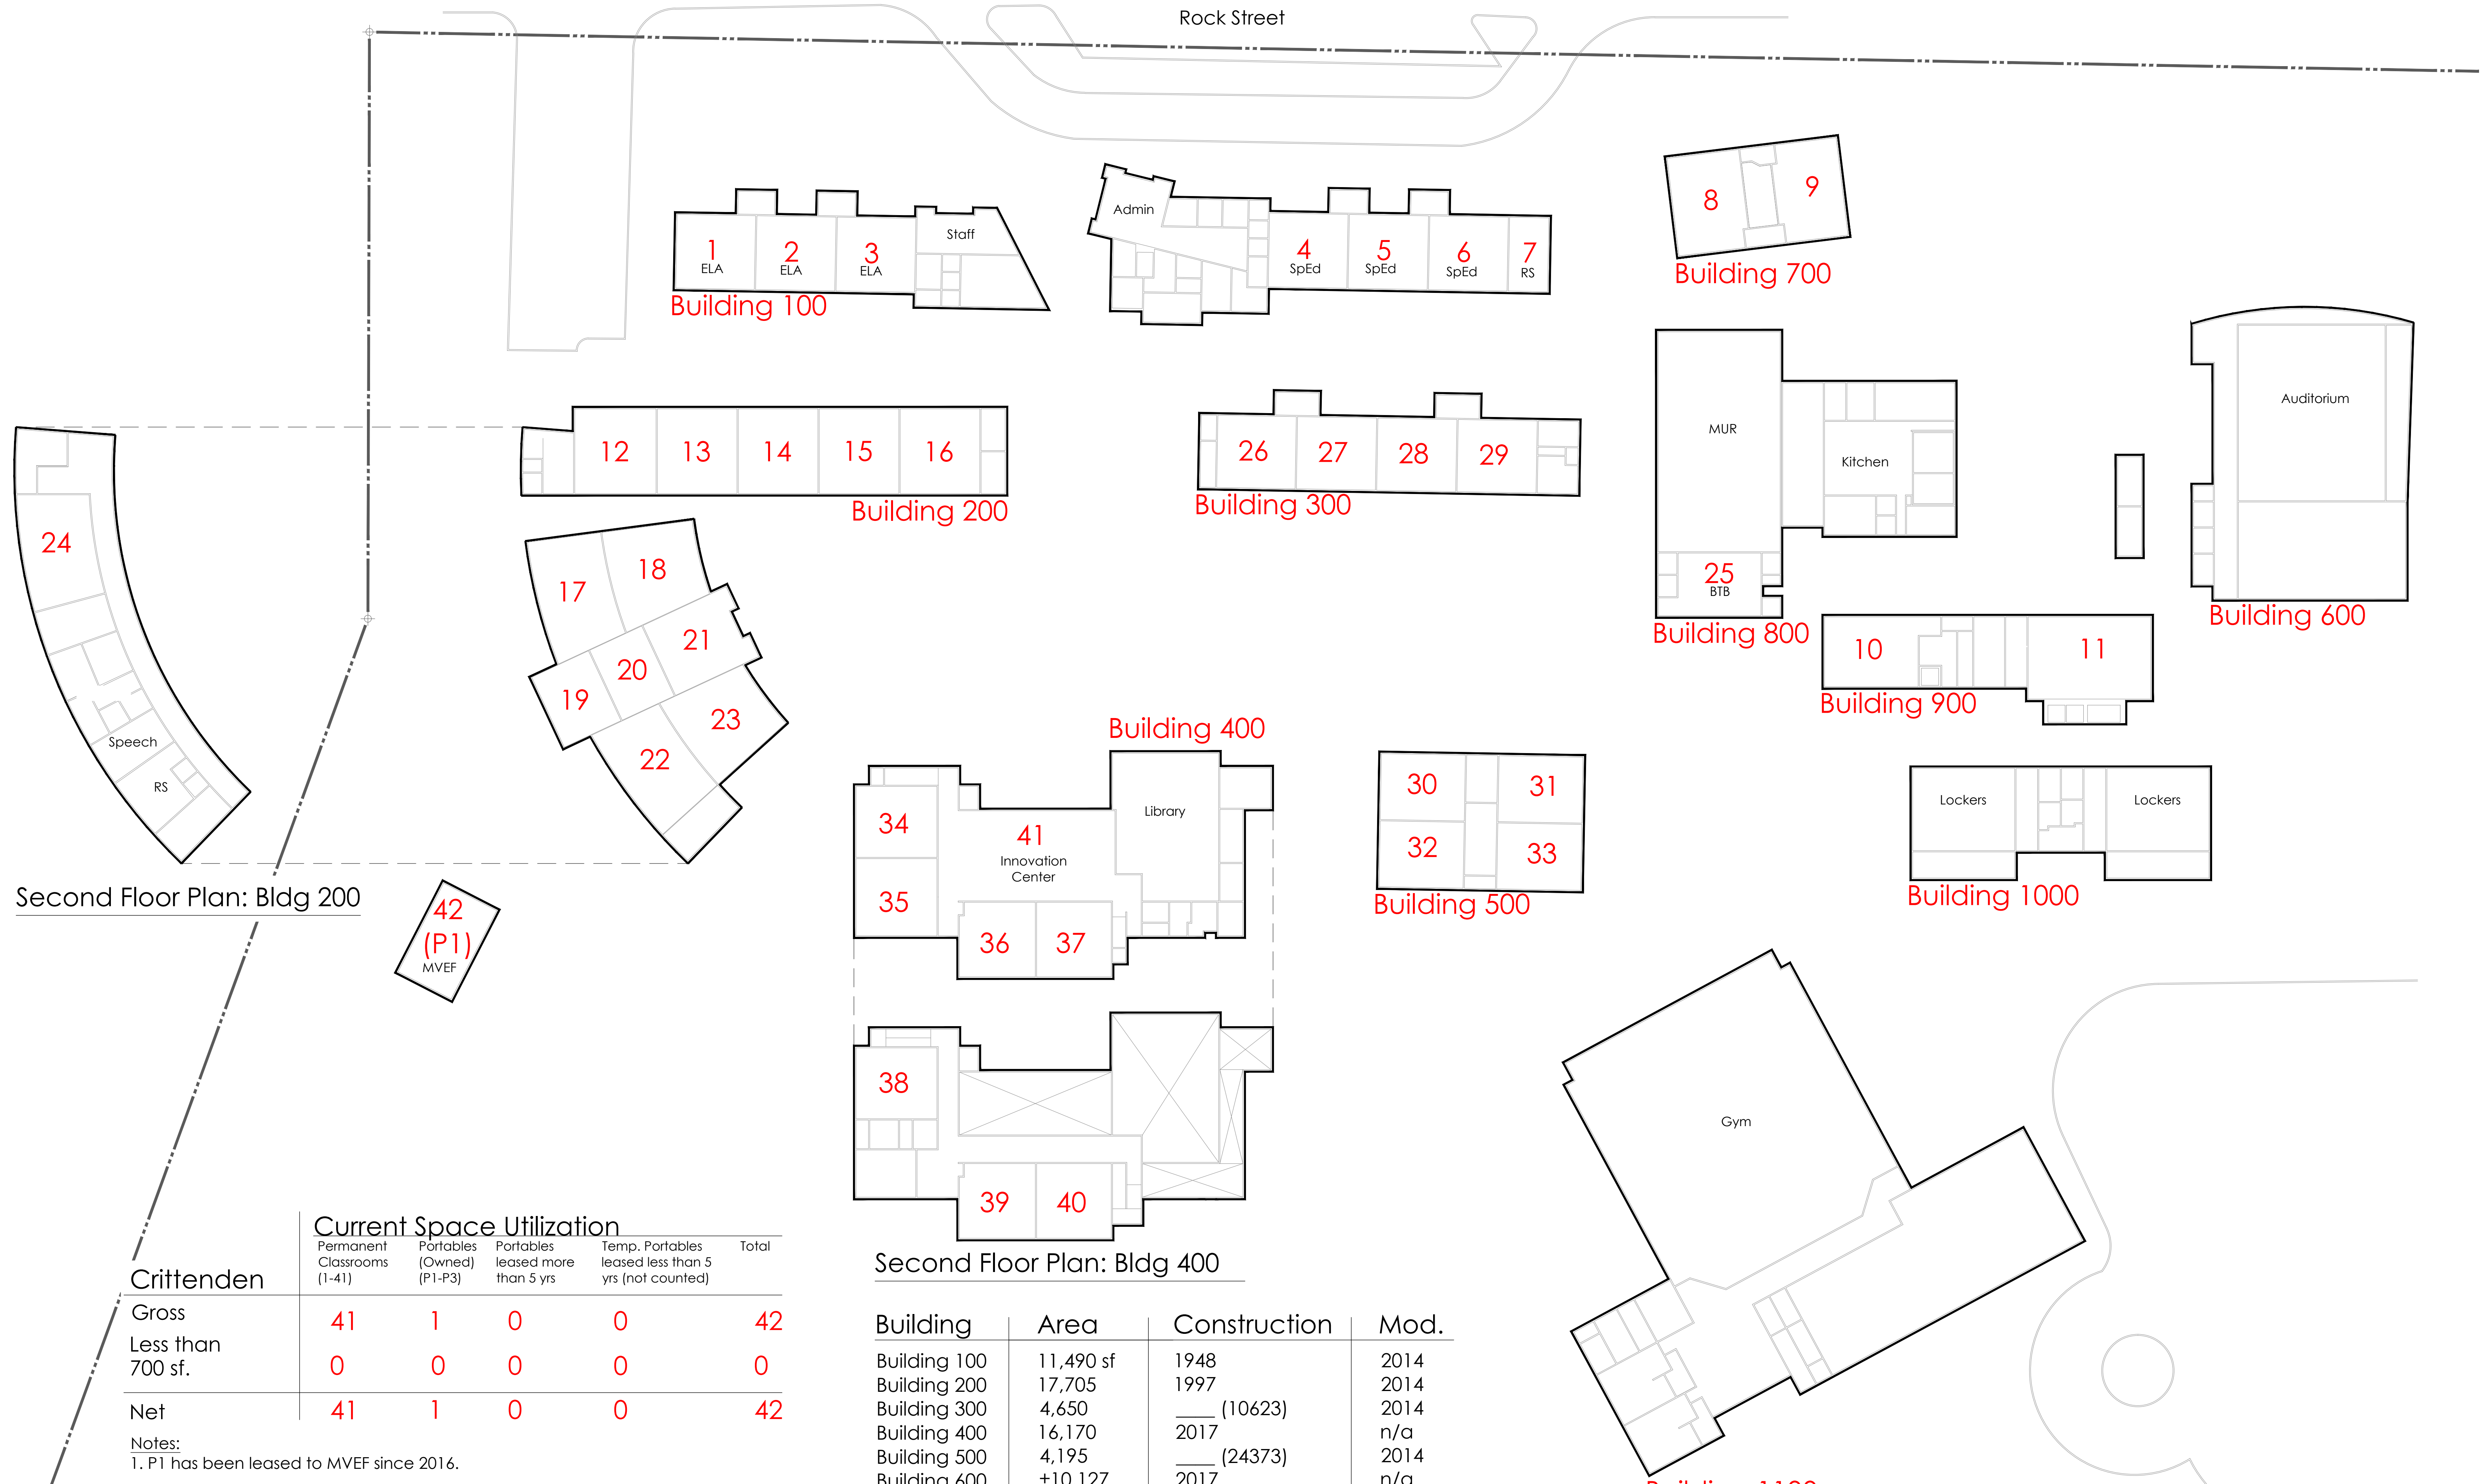 Rock Street
8
9
Building 700
1
ELA
2
ELA
3
ELA
Staff
Building 100
Admin
4
SpEd
5
SpEd
6
SpEd
7
RS
12
13
14
15
16
Building 200
26
27
28
29
Building 300
MUR
Kitchen
25
BTB
Building 800
Auditorium
Building 600
24
Speech
RS
Second Floor Plan: Bldg 200
17
18
19
20
21
22
23
10
11
Building 900
Building 400
34
35
41
Innovation
Center
Library
36
37
30
31
32
33
Building 500
Lockers
Lockers
Building 1000
42
(P1)
MVEF
38
39
40
Second Floor Plan: Bldg 400
Gym
Current Space Utilization
Crittenden
Permanent
Classrooms
(1-41)
Portables
(Owned)
(P1-P3)
Portables
leased more
than 5 yrs
Temp. Portables
leased less than 5
yrs (not counted)
Total
Gross 41 1 0 0 42
Less than
700 sf. 0 0 0 0 0
Net 41 1 0 0 42
Notes:
1. P1 has been leased to MVEF since 2016.
Building Area Construction Mod.
Building 100 11,490 sf 1948 2014
Building 200 17,705 1997 2014
Building 300 4,650 ____ (10623) 2014
Building 400 16,170 2017 n/a
Building 500 4,195 ____ (24373) 2014
Building 600 ±10,127 2017 n/a